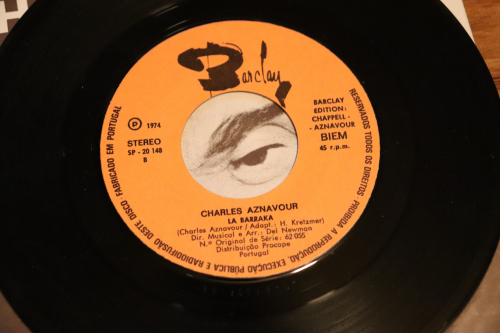 Barclay
℗ 1974
STEREO
SP - 20 148
B
BARCLAY
EDITION:
CHAPPELL -
- AZNAVOUR
BIEM
45 r.p.m.
CHARLES AZNAVOUR
LA BARRAKA
(Charles Aznavour / Adapt.: H. Kretzmer)
Dir. Musical e Arr.: Del Newman
N.º Original de Série: 62 055
Distribuição Procope
Portugal
RESERVADOS TODOS OS DIREITOS PROIBIDA A REPRODUÇÃO, EXECUÇÃO PÚBLICA E RADIODIFUSÃO DESTE DISCO FABRICADO EM PORTUGAL